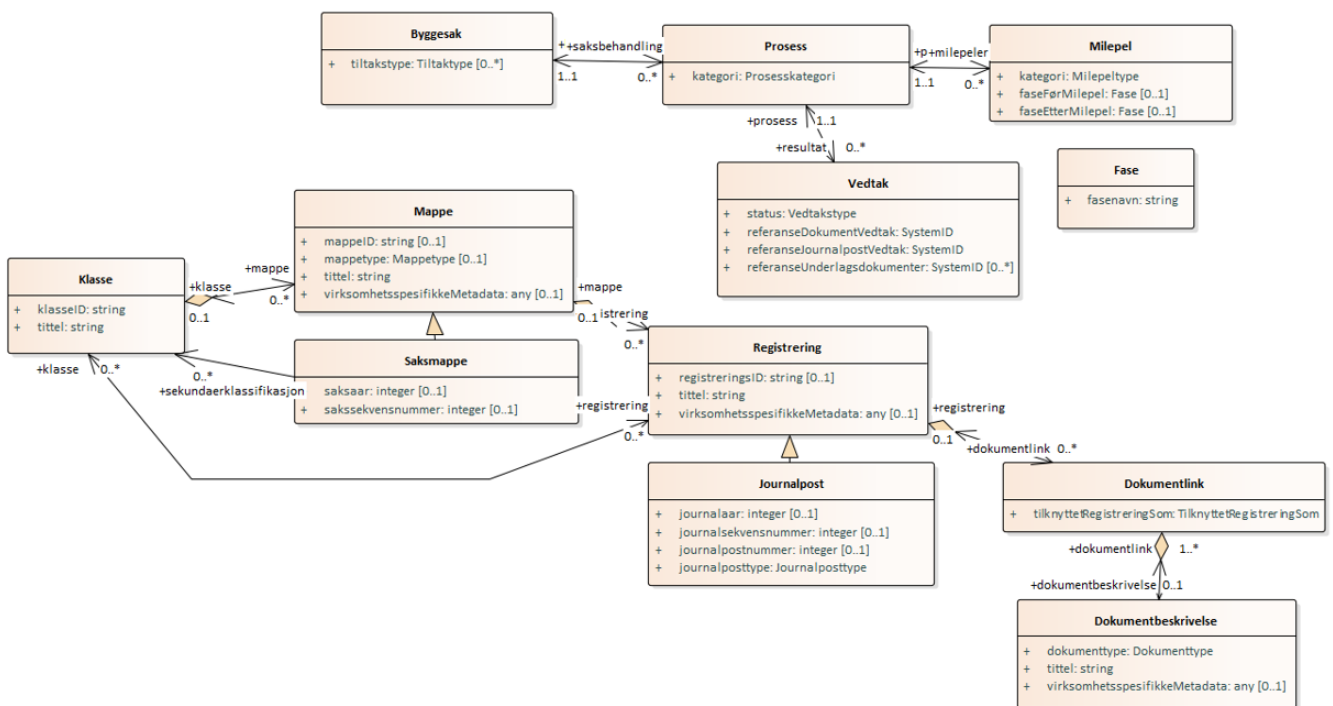 Byggesak
+ tiltakstype: Tiltaktype [0..*]
+
+saksbehandling
1..1
0..*
Prosess
+ kategori: Prosesskategori
+p
+milepeler
1..1
0..*
Milepel
+ kategori: Milepeltype
+ faseFørMilepel: Fase [0..1]
+ faseEtterMilepel: Fase [0..1]
+prosess
1..1
+resultat
0..*
Fase
+ fasenavn: string
Vedtak
+ status: Vedtakstype
+ referanseDokumentVedtak: SystemID
+ referanseJournalpostVedtak: SystemID
+ referanseUnderlagsdokumenter: SystemID [0..*]
Mappe
+ mappeID: string [0..1]
+ mappetype: Mappetype [0..1]
+ tittel: string
+ virksomhetsspesifikkeMetadata: any [0..1]
Klasse
+ klasseID: string
+ tittel: string
+mappe
+klasse
0..*
0..1
+mappe
0..1
istrering
0..*
Saksmappe
+ saksaar: integer [0..1]
+ sakssekvensnummer: integer [0..1]
+klasse
0..*
0..*
+sekundaerklassifikasjon
+registrering
0..*
Registrering
+ registreringsID: string [0..1]
+ tittel: string
+ virksomhetsspesifikkeMetadata: any [0..1]
+registrering
0..1
+dokumentlink
0..*
Journalpost
+ journalaar: integer [0..1]
+ journalsekvensnummer: integer [0..1]
+ journalpostnummer: integer [0..1]
+ journalposttype: Journalposttype
Dokumentlink
+ tilknyttetRegistreringSom: TilknyttetRegistreringSom
+dokumentlink
1..*
+dokumentbeskrivelse
0..1
Dokumentbeskrivelse
+ dokumenttype: Dokumenttype
+ tittel: string
+ virksomhetsspesifikkeMetadata: any [0..1]